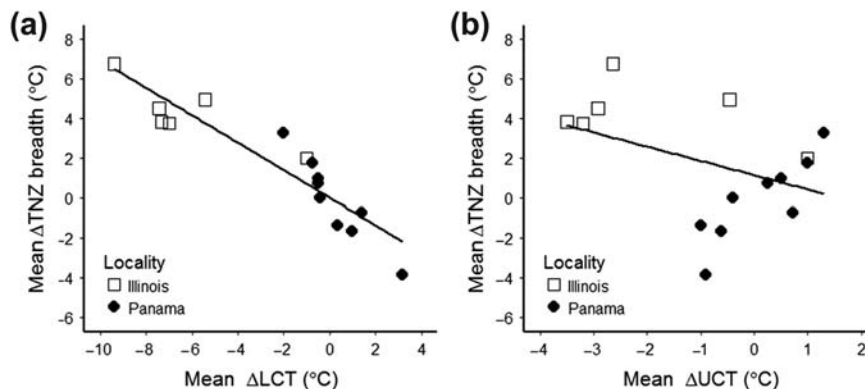 (a)
Mean ΔTNZ breadth (°C)
8
6
4
2
0
−2
−4
−6
Locality
Illinois
Panama
−10 −8 −6 −4 −2 0 2 4
Mean ΔLCT (°C)
(b)
Mean ΔTNZ breadth (°C)
8
6
4
2
0
−2
−4
−6
Locality
Illinois
Panama
−4 −3 −2 −1 0 1
Mean ΔUCT (°C)